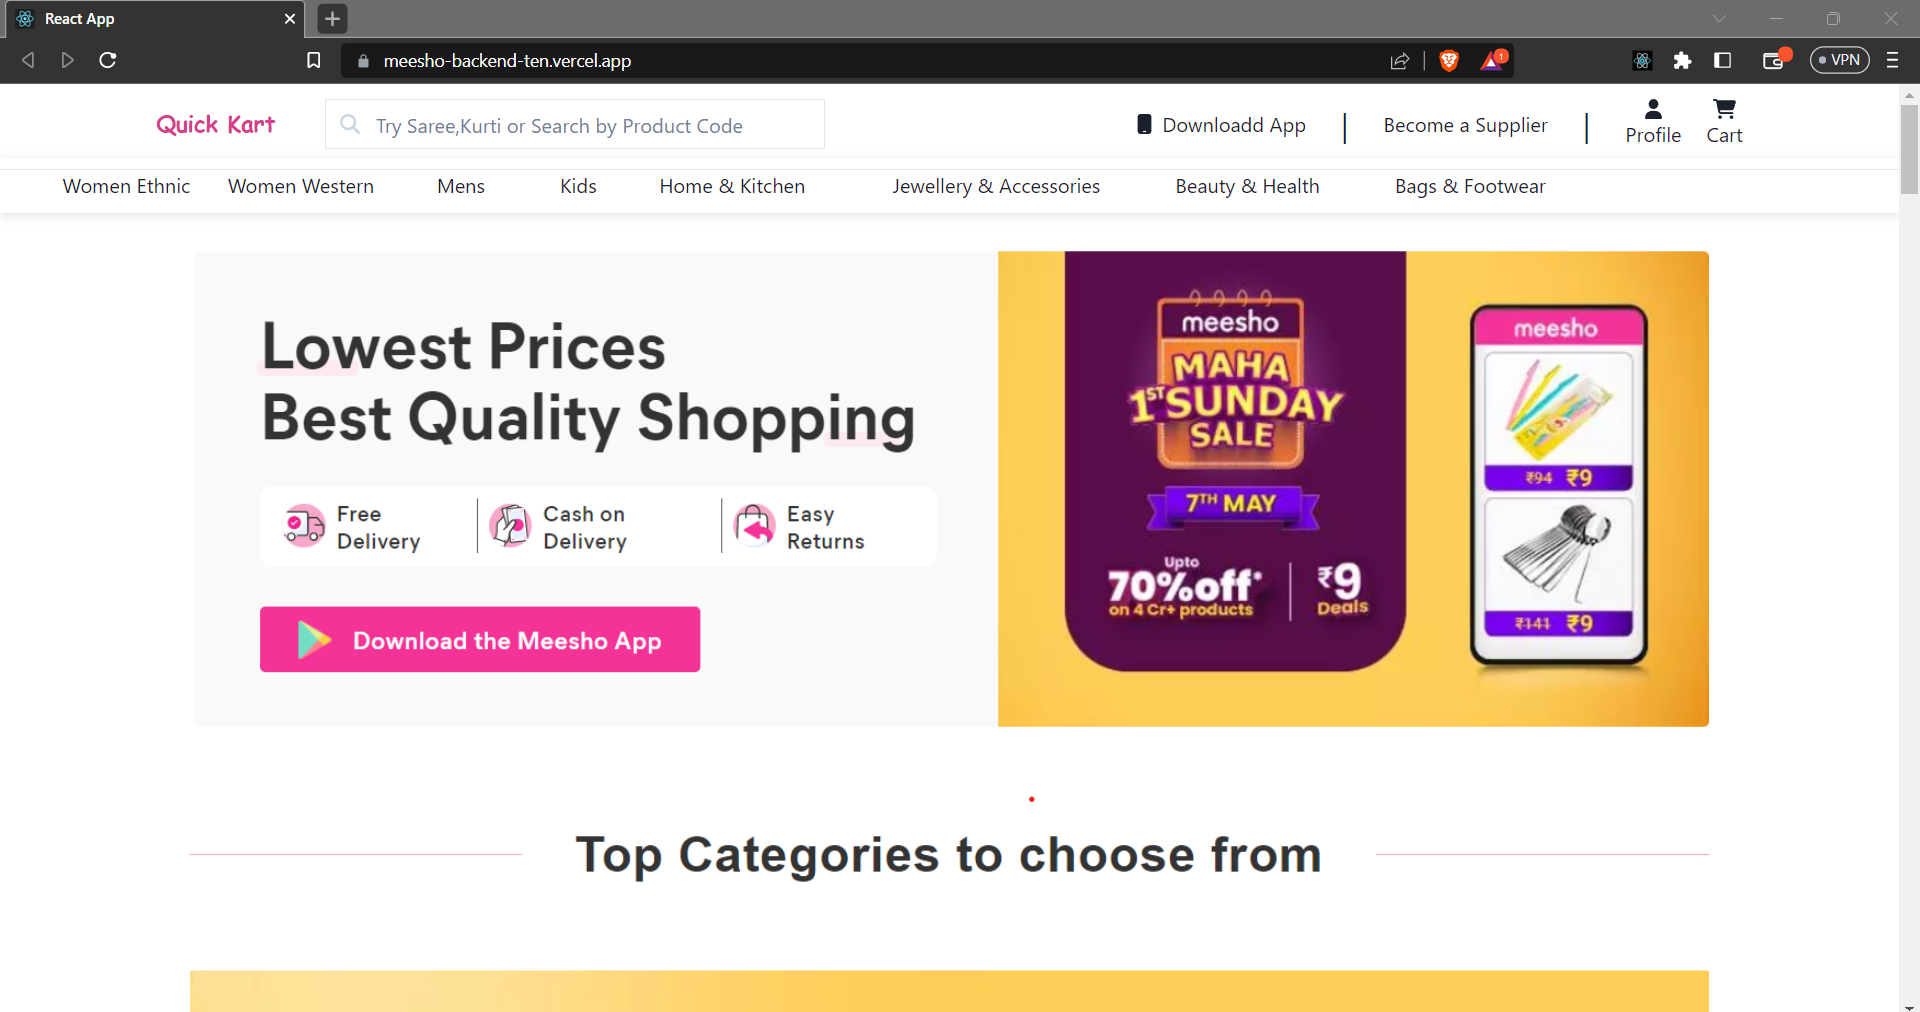 React App
meesho-backend-ten.vercel.app
1
VPN
Quick Kart
Try Saree,Kurti or Search by Product Code
Downloadd App
Become a Supplier
Profile
Cart
Women Ethnic
Women Western
Mens
Kids
Home & Kitchen
Jewellery & Accessories
Beauty & Health
Bags & Footwear
Lowest Prices
Best Quality Shopping
Free
Delivery
Cash on
Delivery
Easy
Returns
Download the Meesho App
meesho
MAHA
1ST SUNDAY
SALE
7TH MAY
Upto
70% off*
on 4 Cr+ products
₹9
Deals
meesho
₹94 ₹9
₹141 ₹9
Top Categories to choose from